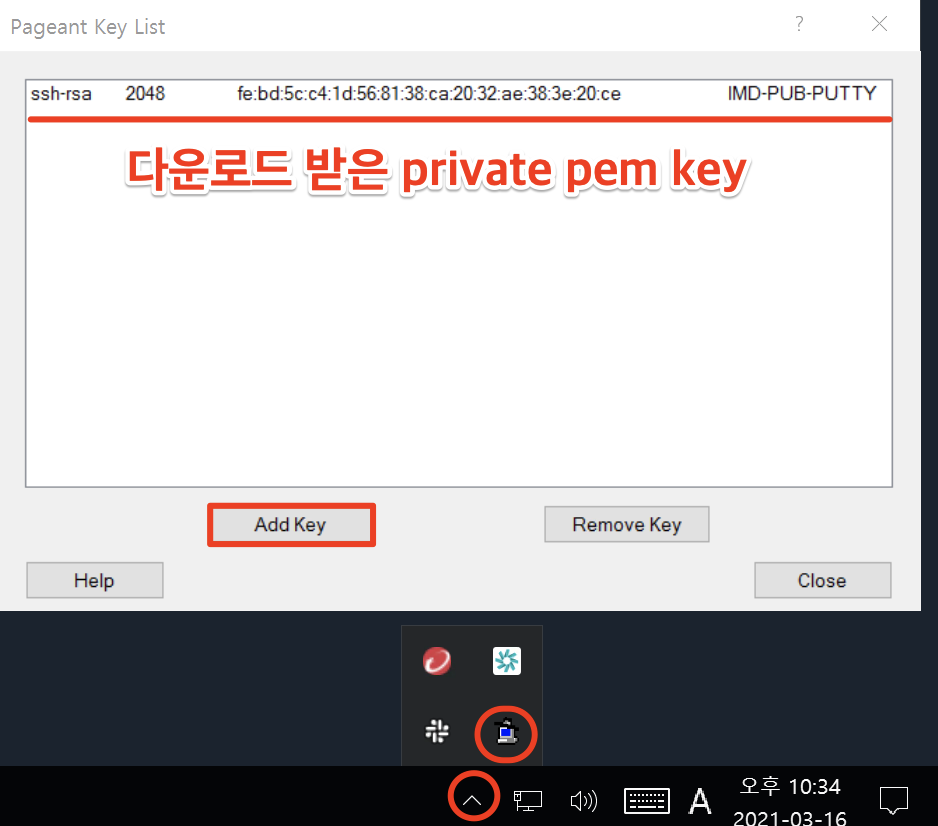 Pageant Key List
?
ssh-rsa 2048 fe:bd:5c:c4:1d:56:81:38:ca:20:32:ae:38:3e:20:ce IMD-PUB-PUTTY
다운로드 받은 private pem key
Add Key
Remove Key
Help
Close
A
오후 10:34
2021-03-16